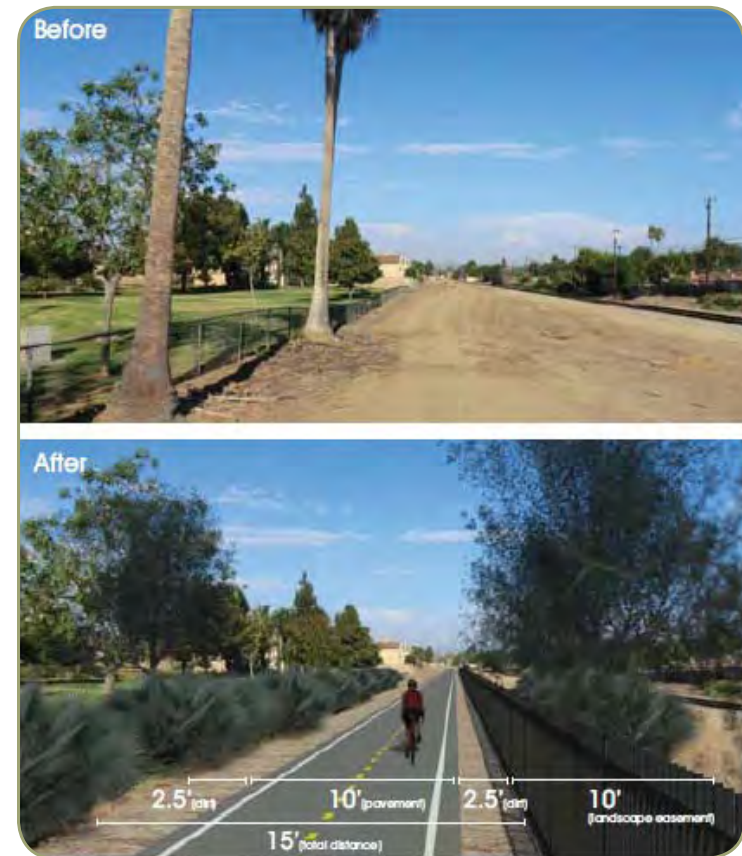 Before
After
2.5' (dirt) 10' (pavement) 2.5' (dirt) 10'
(landscape easement)
15' (total distance)